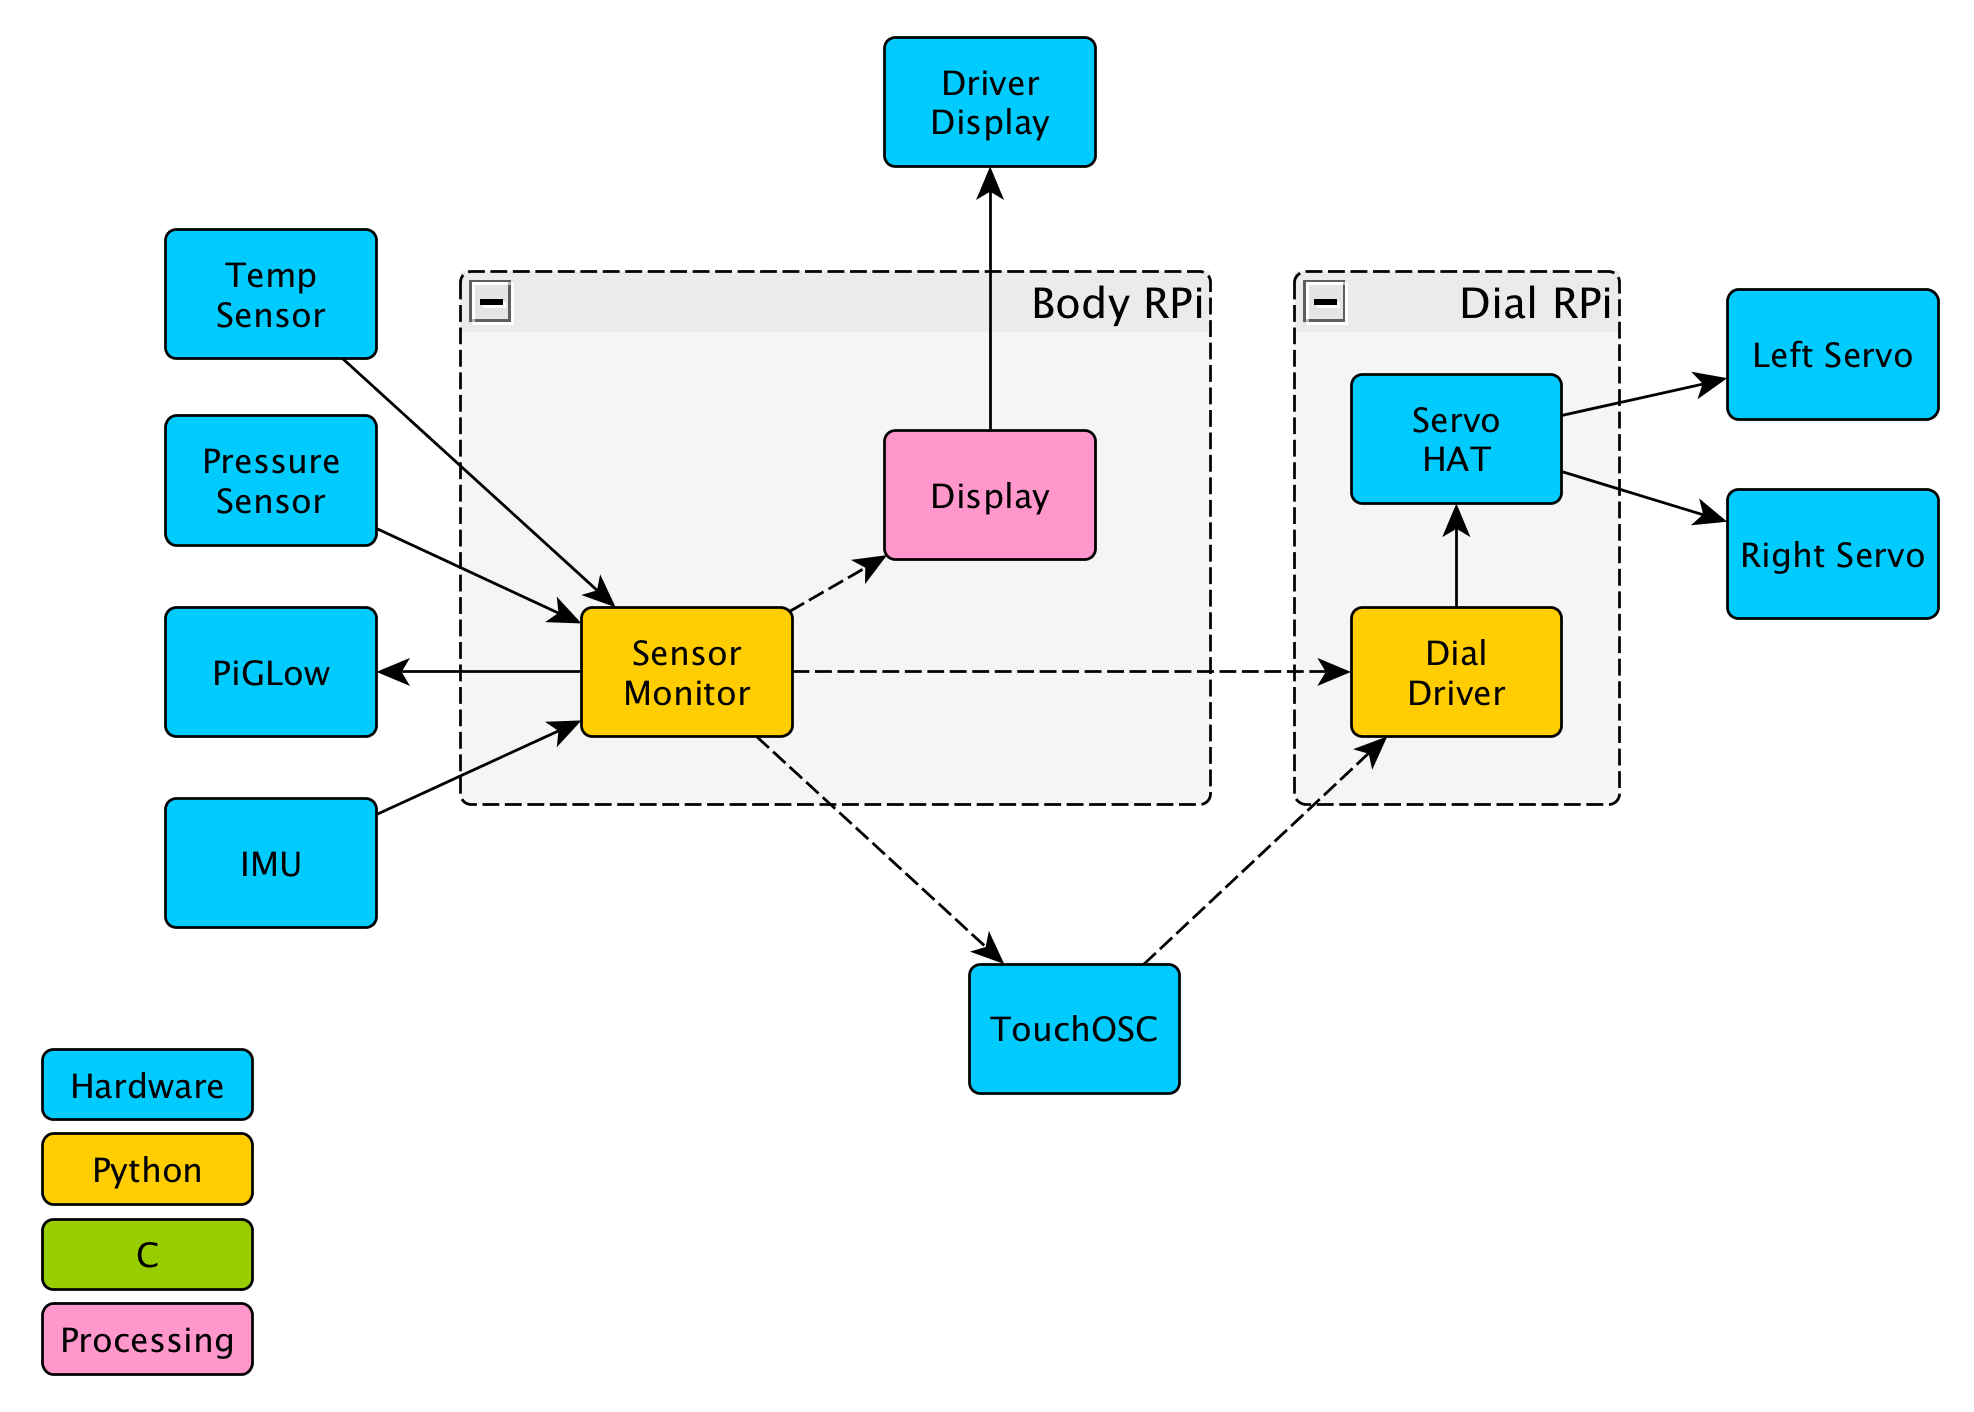 Driver
Display
Temp
Sensor
Body RPi
Dial RPi
Left Servo
Pressure
Sensor
Servo
HAT
Display
Right Servo
PiGLow
Sensor
Monitor
Dial
Driver
IMU
TouchOSC
Hardware
Python
C
Processing